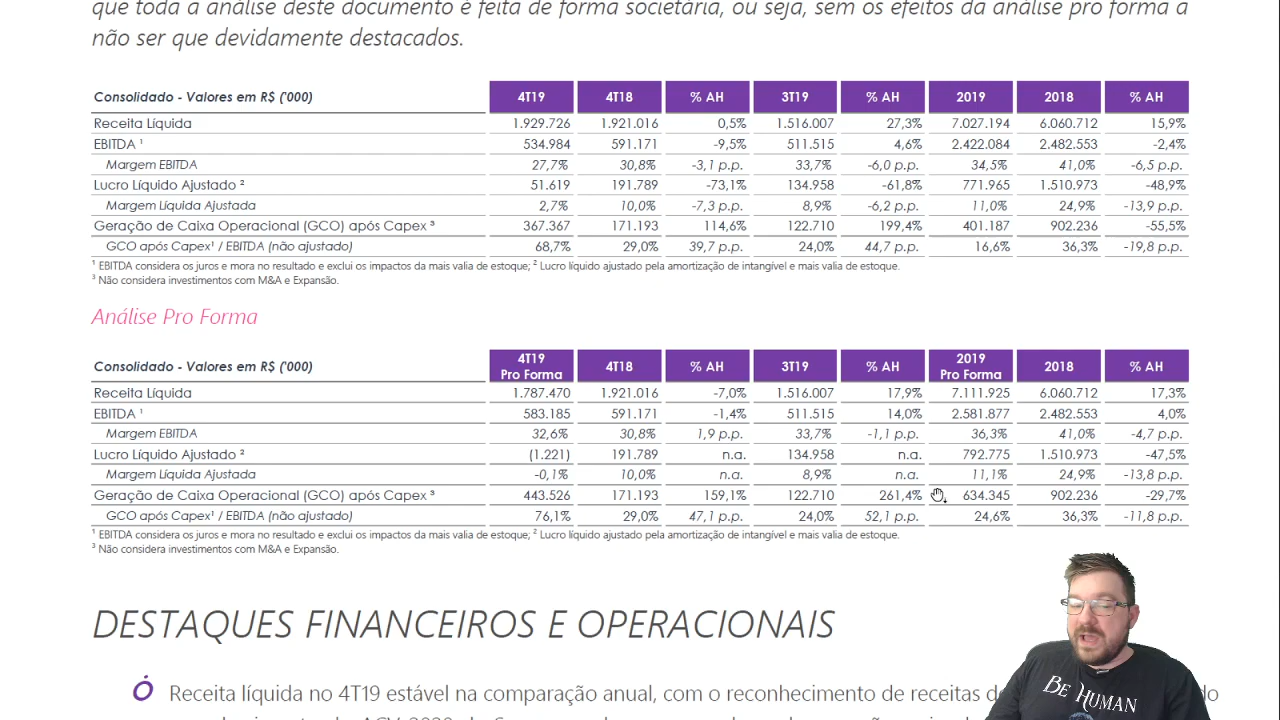 que toda a análise deste documento é feita de forma societária, ou seja, sem os efeitos da análise pro forma a
não ser que devidamente destacados.
Consolidado - Valores em R$ ('000) 4T19 4T18 % AH 3T19 % AH 2019 2018 % AH
Receita Líquida 1.929.726 1.921.016 0,5% 1.516.007 27,3% 7.027.194 6.060.712 15,9%
EBITDA ¹ 534.984 591.171 -9,5% 511.515 4,6% 2.422.084 2.482.553 -2,4%
Margem EBITDA 27,7% 30,8% -3,1 p.p. 33,7% -6,0 p.p. 34,5% 41,0% -6,5 p.p.
Lucro Líquido Ajustado ² 51.619 191.789 -73,1% 134.958 -61,8% 771.965 1.510.973 -48,9%
Margem Líquida Ajustada 2,7% 10,0% -7,3 p.p. 8,9% -6,2 p.p. 11,0% 24,9% -13,9 p.p.
Geração de Caixa Operacional (GCO) após Capex ³ 367.367 171.193 114,6% 122.710 199,4% 401.187 902.236 -55,5%
GCO após Capex¹ / EBITDA (não ajustado) 68,7% 29,0% 39,7 p.p. 24,0% 44,7 p.p. 16,6% 36,3% -19,8 p.p.
¹ EBITDA considera os juros e mora no resultado e exclui os impactos da mais valia de estoque; ² Lucro líquido ajustado pela amortização de intangível e mais valia de estoque.
³ Não considera investimentos com M&A e Expansão.
Análise Pro Forma
Consolidado - Valores em R$ ('000) 4T19 Pro Forma 4T18 % AH 3T19 % AH 2019 Pro Forma 2018 % AH
Receita Líquida 1.787.470 1.921.016 -7,0% 1.516.007 17,9% 7.111.925 6.060.712 17,3%
EBITDA ¹ 583.185 591.171 -1,4% 511.515 14,0% 2.581.877 2.482.553 4,0%
Margem EBITDA 32,6% 30,8% 1,9 p.p. 33,7% -1,1 p.p. 36,3% 41,0% -4,7 p.p.
Lucro Líquido Ajustado ² (1.221) 191.789 n.a. 134.958 n.a. 792.775 1.510.973 -47,5%
Margem Líquida Ajustada -0,1% 10,0% n.a. 8,9% n.a. 11,1% 24,9% -13,8 p.p.
Geração de Caixa Operacional (GCO) após Capex ³ 443.526 171.193 159,1% 122.710 261,4% 634.345 902.236 -29,7%
GCO após Capex¹ / EBITDA (não ajustado) 76,1% 29,0% 47,1 p.p. 24,0% 52,1 p.p. 24,6% 36,3% -11,8 p.p.
¹ EBITDA considera os juros e mora no resultado e exclui os impactos da mais valia de estoque; ² Lucro líquido ajustado pela amortização de intangível e mais valia de estoque.
³ Não considera investimentos com M&A e Expansão.
DESTAQUES FINANCEIROS E OPERACIONAIS
Receita líquida no 4T19 estável na comparação anual, com o reconhecimento de receitas
BE HUMAN